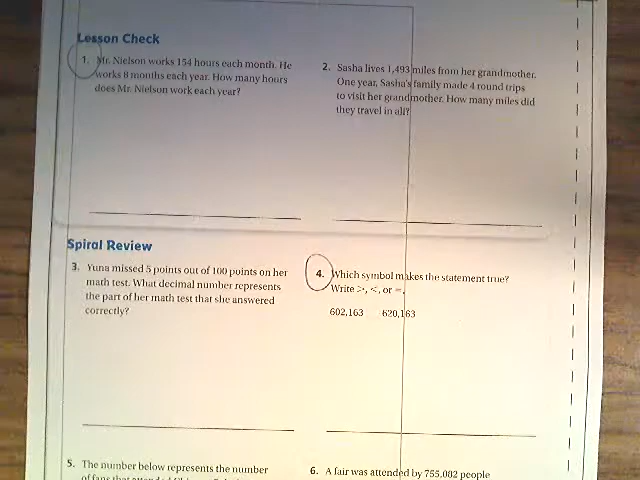 Lesson Check
1. Mr. Nielson works 154 hours each month. He
works 8 months each year. How many hours
does Mr. Nielson work each year?
2. Sasha lives 1,493 miles from her grandmother.
One year, Sasha's family made 4 round trips
to visit her grandmother. How many miles did
they travel in all?
Spiral Review
3. Yuna missed 5 points out of 100 points on her
math test. What decimal number represents
the part of her math test that she answered
correctly?
4. Which symbol makes the statement true?
Write >, <, or =.
602,163 620,163
5. The number below represents the number
of fans that
6. A fair was attended by 755,082 people